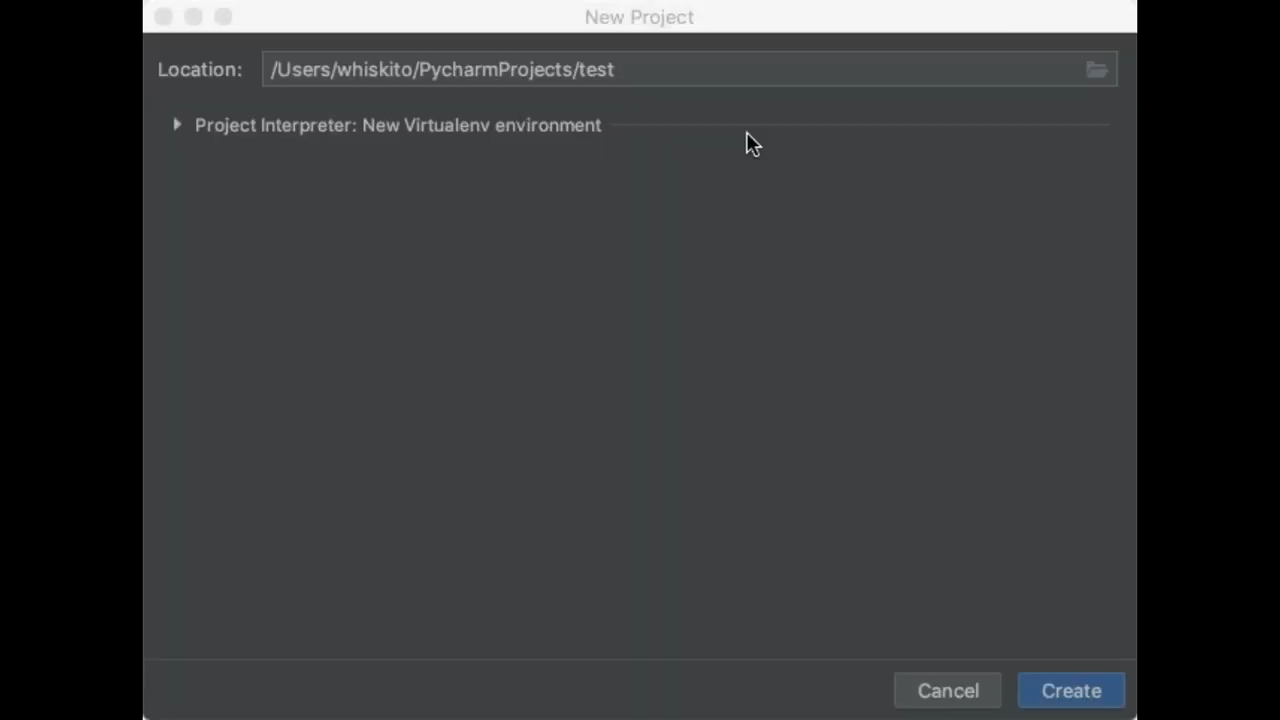 New Project
Location: /Users/whiskito/PycharmProjects/test
Project Interpreter: New Virtualenv environment
Cancel Create